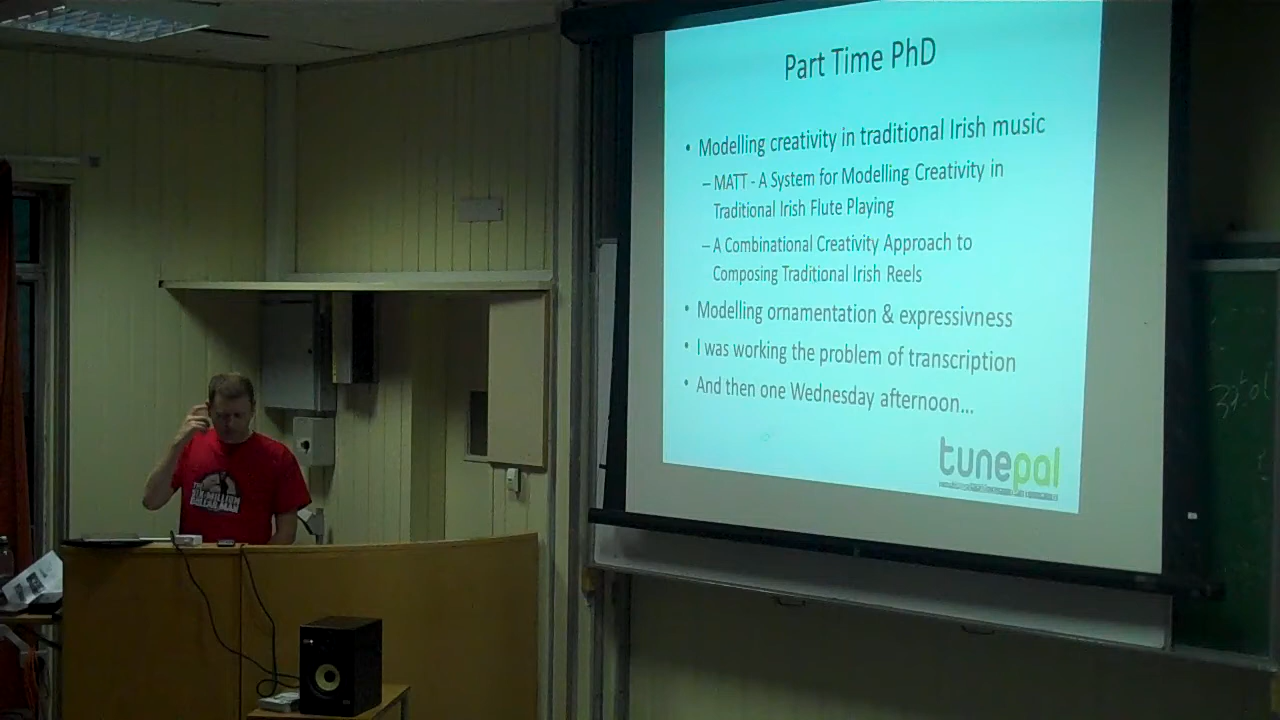 Part Time PhD
• Modelling creativity in traditional Irish music
– MATT - A System for Modelling Creativity in
Traditional Irish Flute Playing
– A Combinational Creativity Approach to
Composing Traditional Irish Reels
• Modelling ornamentation & expressivness
• I was working the problem of transcription
• And then one Wednesday afternoon...
tunepal